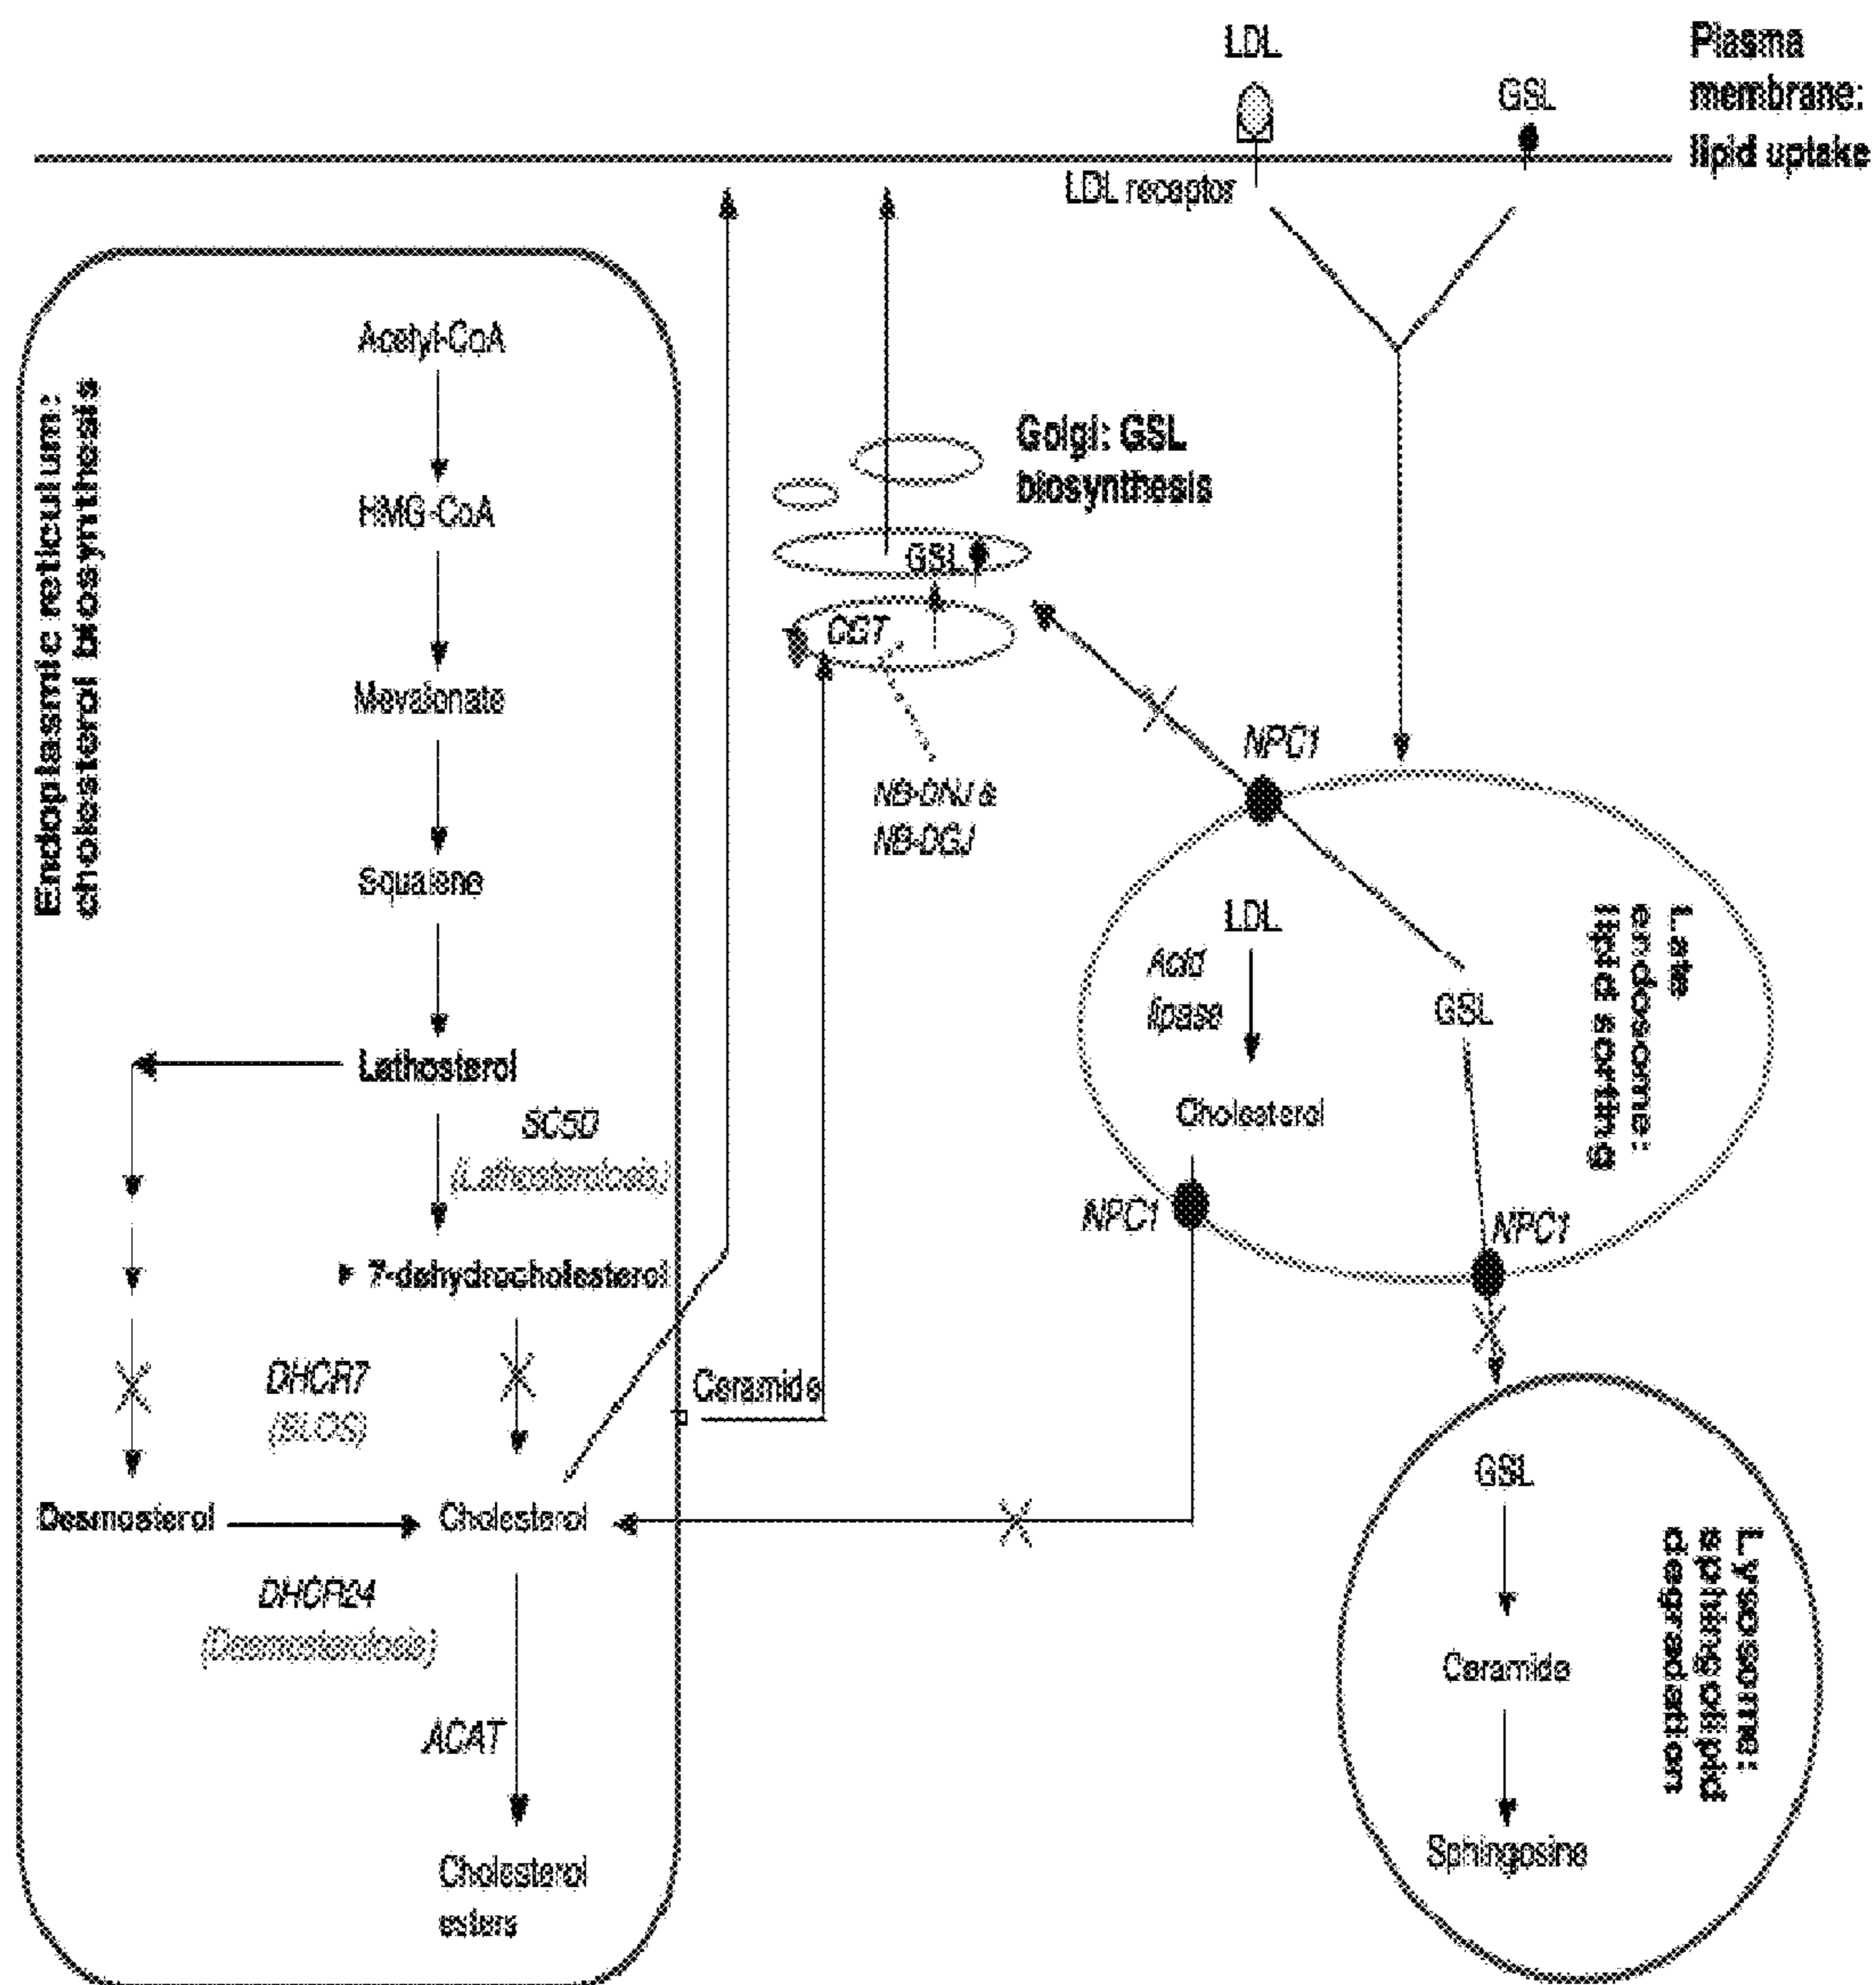 LDL
GSL
Plasma
membrane:
lipid uptake
LDL receptor
Endoplasmic reticulum:
cholesterol biosynthesis
Acetyl-CoA
HMG-CoA
Mevalonate
Squalene
Lathosterol
SC5D
(Lathosterolosis)
7-dehydrocholesterol
DHCR7
(SLOS)
Desmosterol
Cholesterol
DHCR24
(Desmosterolosis)
ACAT
Cholesterol
esters
Ceramide
Golgi: GSL
biosynthesis
GSL
CGT
NB-DNJ &
NB-DGJ
NPC1
LDL
Acid
lipase
Cholesterol
GSL
NPC1
NPC1
Late
endosome:
lipid sorting
GSL
Ceramide
Sphingosine
Lysosome:
sphingolipid
degradation